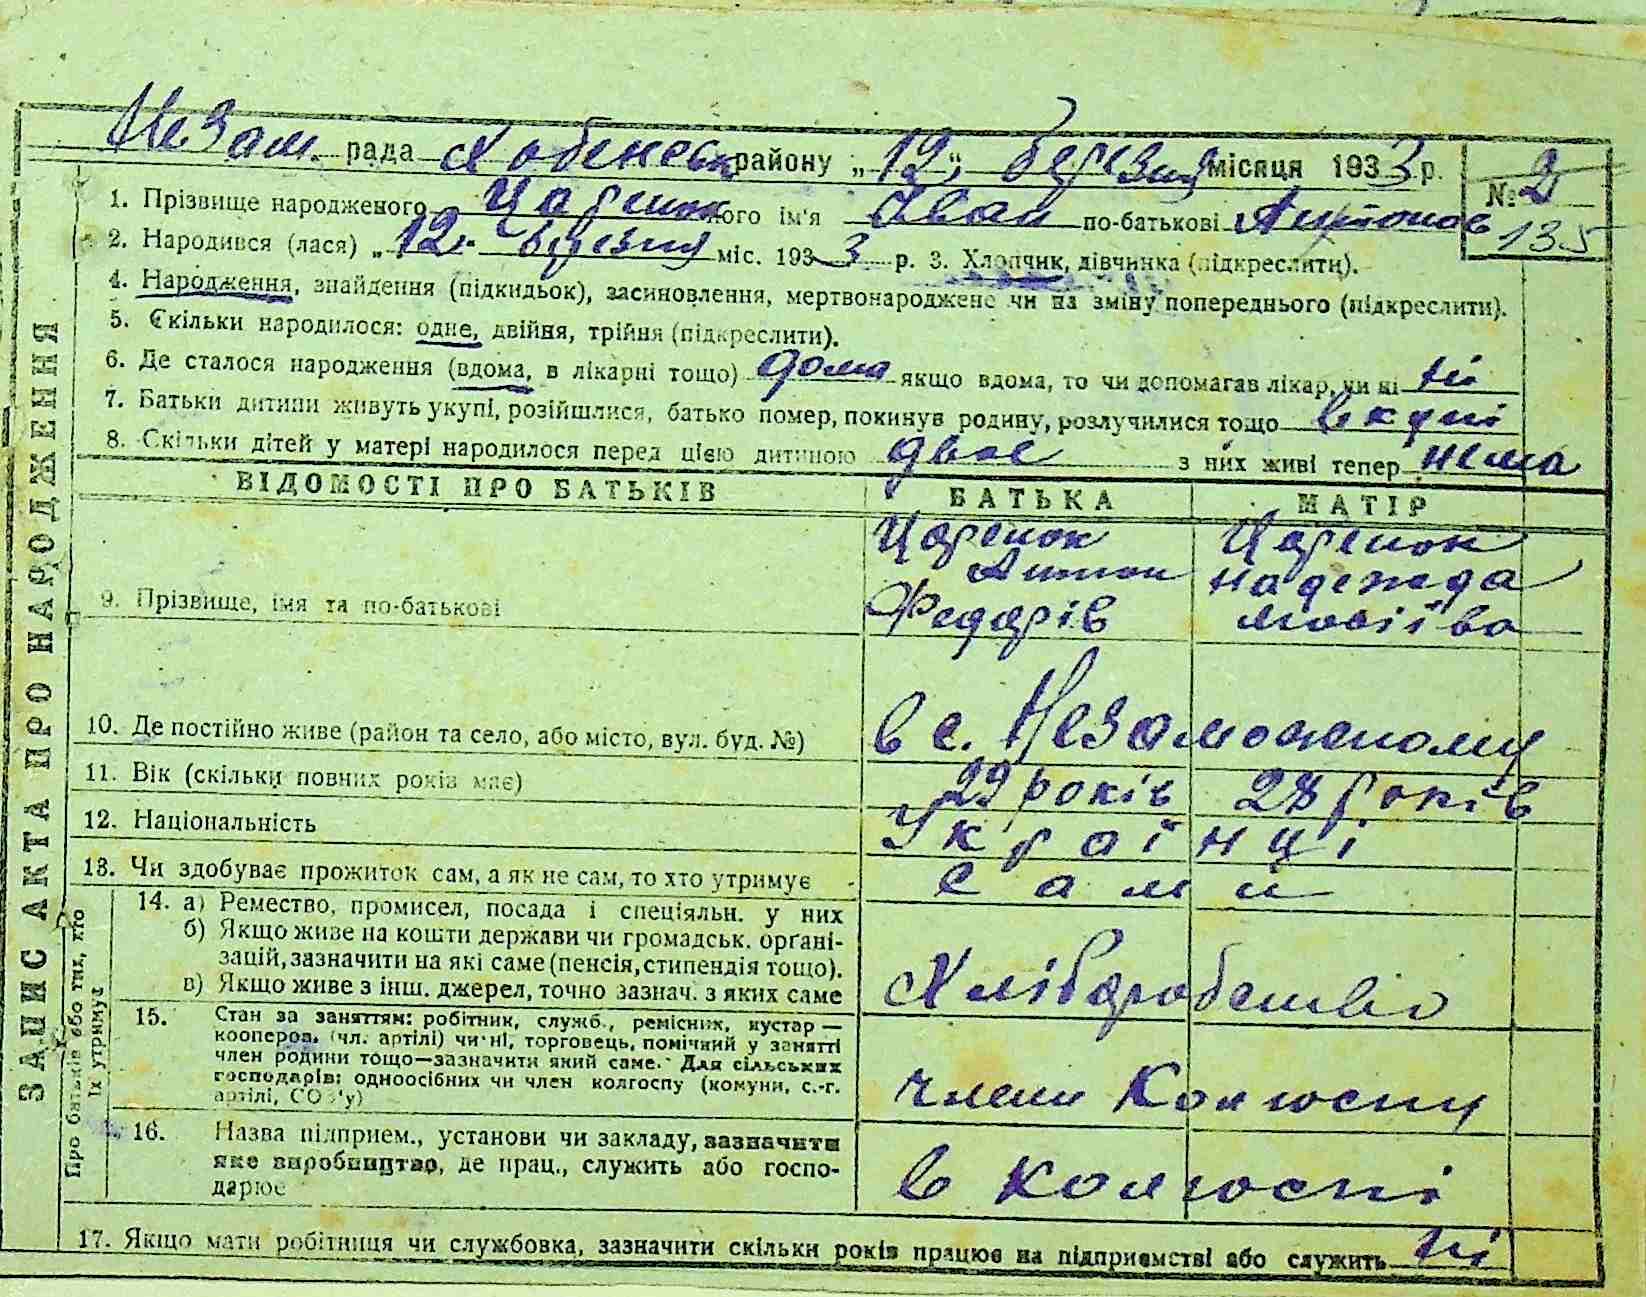 Незам. рада Хобенськ району „12„ березня місяця 1933 р. № 2
135
1. Прізвище народженого Царенок його ім'я Іван по-батькові Антонов
2. Народився (лася) „12„ березня міс. 1933 р. 3. Хлопчик, дівчинка (підкреслити).
4. Народження, знайдення (підкидьок), засиновлення, мертвонароджене чи на зміну попереднього (підкреслити).
5. Скільки народилося: одне, двійня, трійня (підкреслити).
6. Де сталося народження (вдома, в лікарні тощо) дома якщо вдома, то чи допомагав лікар, чи ні ні
7. Батьки дитини живуть укупі, розійшлися, батько помер, покинув родину, розлучилися тощо вкупі
8. Скільки дітей у матері народилося перед цією дитиною двое з них живі тепер нема
ЗАПИС АКТА ПРО НАРОДЖЕННЯ
ВІДОМОСТІ ПРО БАТЬКІВ БАТЬКА МАТІР
9. Прізвище, імя та по-батькові
Царенок Царенок
Антон Надежда
Федарів
10. Де постійно живе (район та село, або місто, вул. буд. №) в с. Незаможному
11. Вік (скільки повних років має) 29 років 28 років
12. Національність Українці
13. Чи здобуває прожиток сам, а як не сам, то хто утримує Сами
Про батьків або тих, хто
їх утримує
14. а) Ремество, промисел, посада і спеціяльн. у них
б) Якщо живе на кошти держави чи громадськ. органі-
зацій, зазначити на які саме (пенсія, стипендія тощо).
в) Якщо живе з інш. джерел, точно зазнач. з яких саме
Хлібаробство
15. Стан за заняттям: робітник, служб., ремісник, кустар —
коопероз. (чл. артілі) чи ні, торговець, помічний у занятті
член родини тощо—зазначити який саме. Для сільських
господарів: одноосібних чи член колгоспу (комуни, с.-г.
артілі, СОЗ'у)
члени Колгоспу
16. Назва підприєм., установи чи закладу, зазначити
яке виробництво, де прац., служить або госпо-
дарює
в колгоспі
17. Якщо мати робітниця чи службовка, зазначити скільки років працює на підприємстві або служить ні